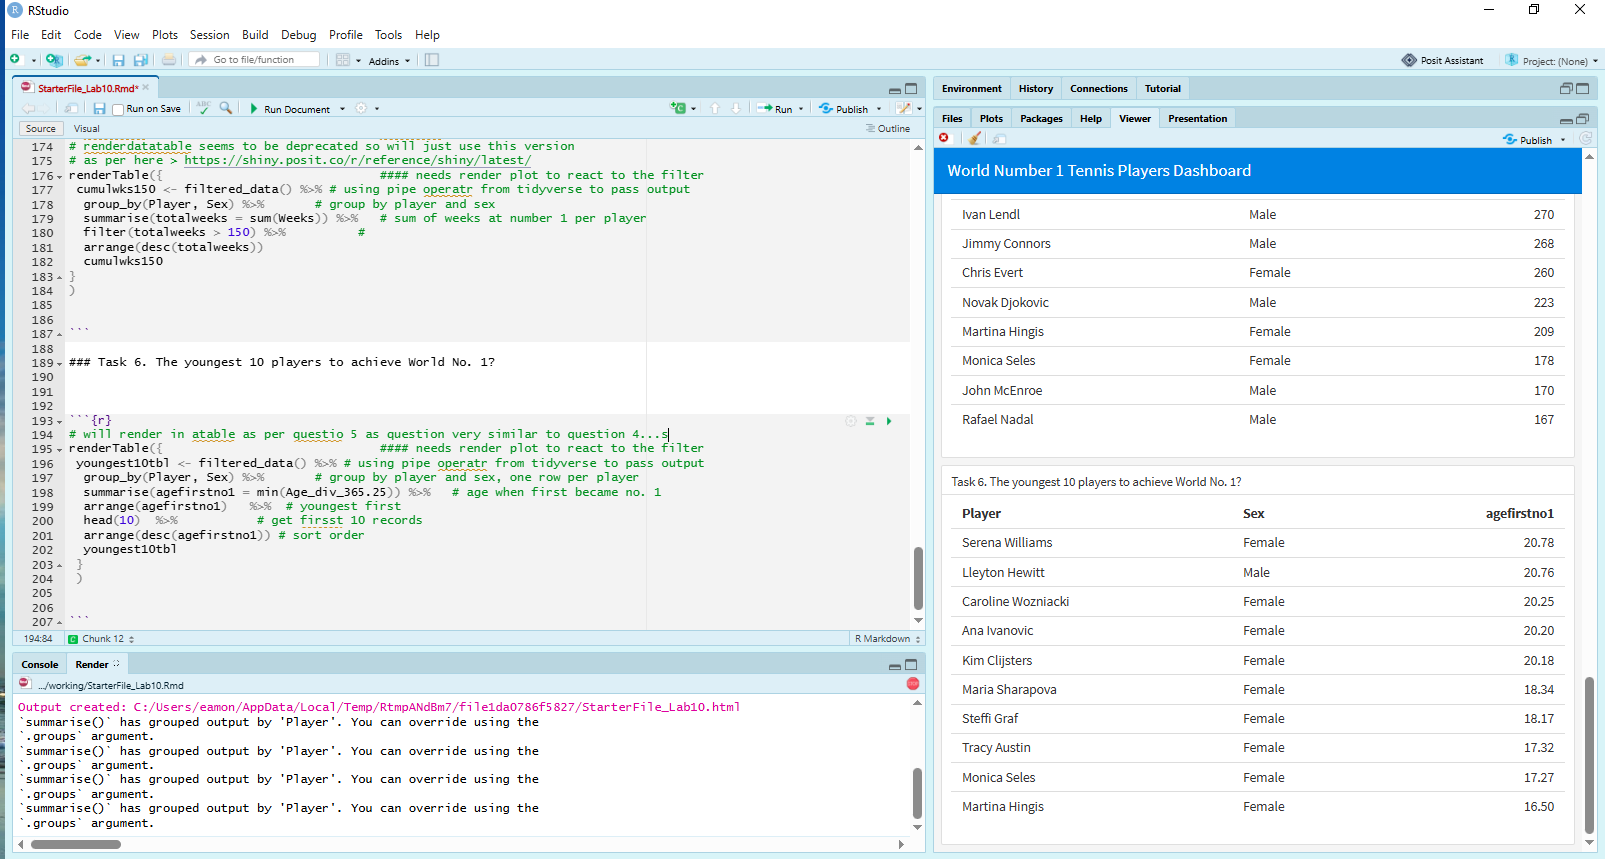 RStudio
File Edit Code View Plots Session Build Debug Profile Tools Help
Go to file/function Addins Posit Assistant Project: (None)
StarterFile_Lab10.Rmd*
Run on Save ABC Run Document Run Publish
Source Visual Outline
174 # renderdatatable seems to be deprecated so will just use this version
175 # as per here > https://shiny.posit.co/r/reference/shiny/latest/
176 renderTable({ #### needs render plot to react to the filter
177 cumulwks150 <- filtered_data() %>% # using pipe operatr from tidyverse to pass output
178 group_by(Player, Sex) %>% # group by player and sex
179 summarise(totalweeks = sum(Weeks)) %>% # sum of weeks at number 1 per player
180 filter(totalweeks > 150) %>% #
181 arrange(desc(totalweeks))
182 cumulwks150
183 }
184 )
185
186
187 ```
188
189 ### Task 6. The youngest 10 players to achieve World No. 1?
190
191
192
193 ```{r}
194 # will render in atable as per questio 5 as question very similar to question 4...s
195 renderTable({ #### needs render plot to react to the filter
196 youngest10tbl <- filtered_data() %>% # using pipe operatr from tidyverse to pass output
197 group_by(Player, Sex) %>% # group by player and sex, one row per player
198 summarise(agefirstno1 = min(Age_div_365.25)) %>% # age when first became no. 1
199 arrange(agefirstno1) %>% # youngest first
200 head(10) %>% # get firsst 10 records
201 arrange(desc(agefirstno1)) # sort order
202 youngest10tbl
203 }
204 )
205
206
207 ```
194:84 C Chunk 12 R Markdown
Console Render
.../working/StarterFile_Lab10.Rmd
Output created: C:/Users/eamon/AppData/Local/Temp/RtmpANdBm7/file1da0786f5827/StarterFile_Lab10.html
`summarise()` has grouped output by 'Player'. You can override using the
`.groups` argument.
`summarise()` has grouped output by 'Player'. You can override using the
`.groups` argument.
`summarise()` has grouped output by 'Player'. You can override using the
`.groups` argument.
`summarise()` has grouped output by 'Player'. You can override using the
`.groups` argument.
Environment History Connections Tutorial
Files Plots Packages Help Viewer Presentation
Publish
World Number 1 Tennis Players Dashboard
Ivan Lendl Male 270
Jimmy Connors Male 268
Chris Evert Female 260
Novak Djokovic Male 223
Martina Hingis Female 209
Monica Seles Female 178
John McEnroe Male 170
Rafael Nadal Male 167
Task 6. The youngest 10 players to achieve World No. 1?
Player Sex agefirstno1
Serena Williams Female 20.78
Lleyton Hewitt Male 20.76
Caroline Wozniacki Female 20.25
Ana Ivanovic Female 20.20
Kim Clijsters Female 20.18
Maria Sharapova Female 18.34
Steffi Graf Female 18.17
Tracy Austin Female 17.32
Monica Seles Female 17.27
Martina Hingis Female 16.50